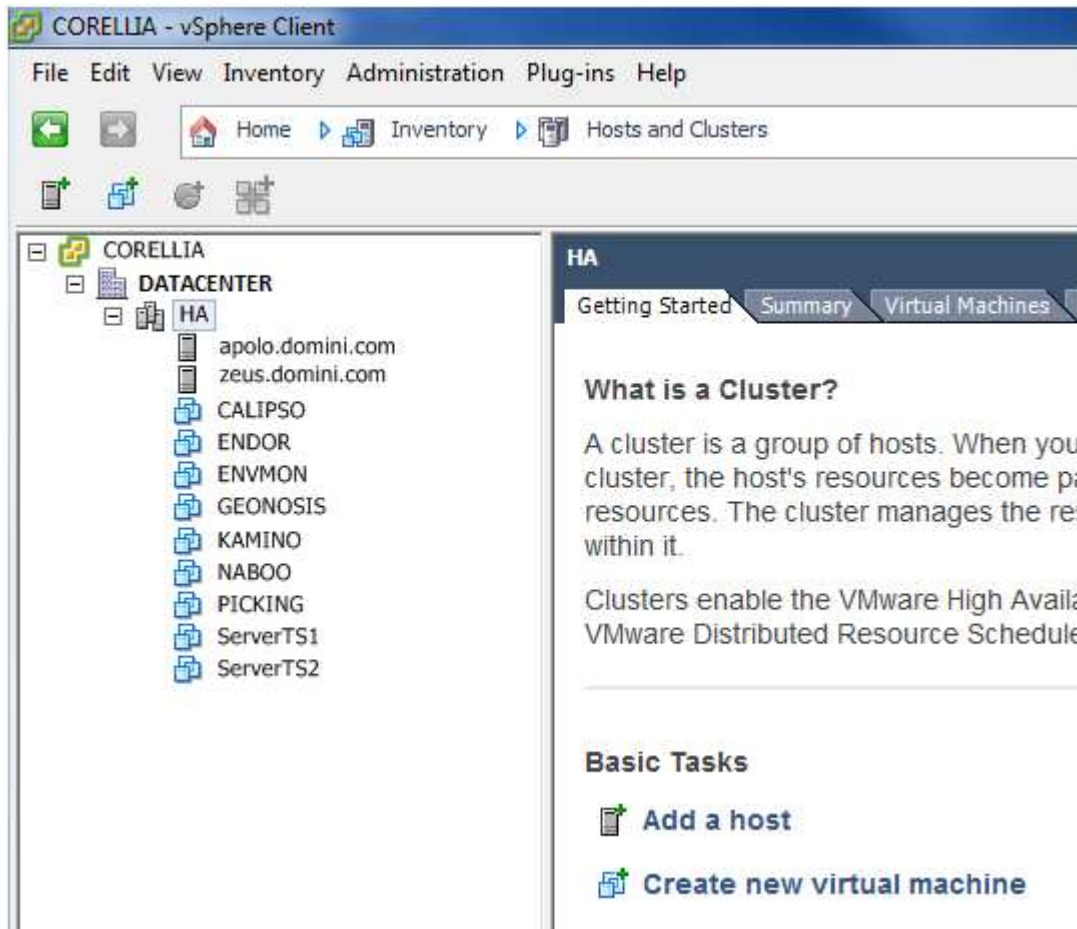 CORELLIA - vSphere Client
File Edit View Inventory Administration Plug-ins Help
Home Inventory Hosts and Clusters
CORELLIA
DATACENTER
HA
apolo.domini.com
zeus.domini.com
CALIPSO
ENDOR
ENVMON
GEONOSIS
KAMINO
NABOO
PICKING
ServerTS1
ServerTS2
HA
Getting Started Summary Virtual Machines
What is a Cluster?
A cluster is a group of hosts. When you
cluster, the host's resources become pa
resources. The cluster manages the re
within it.
Clusters enable the VMware High Availa
VMware Distributed Resource Schedule
Basic Tasks
Add a host
Create new virtual machine